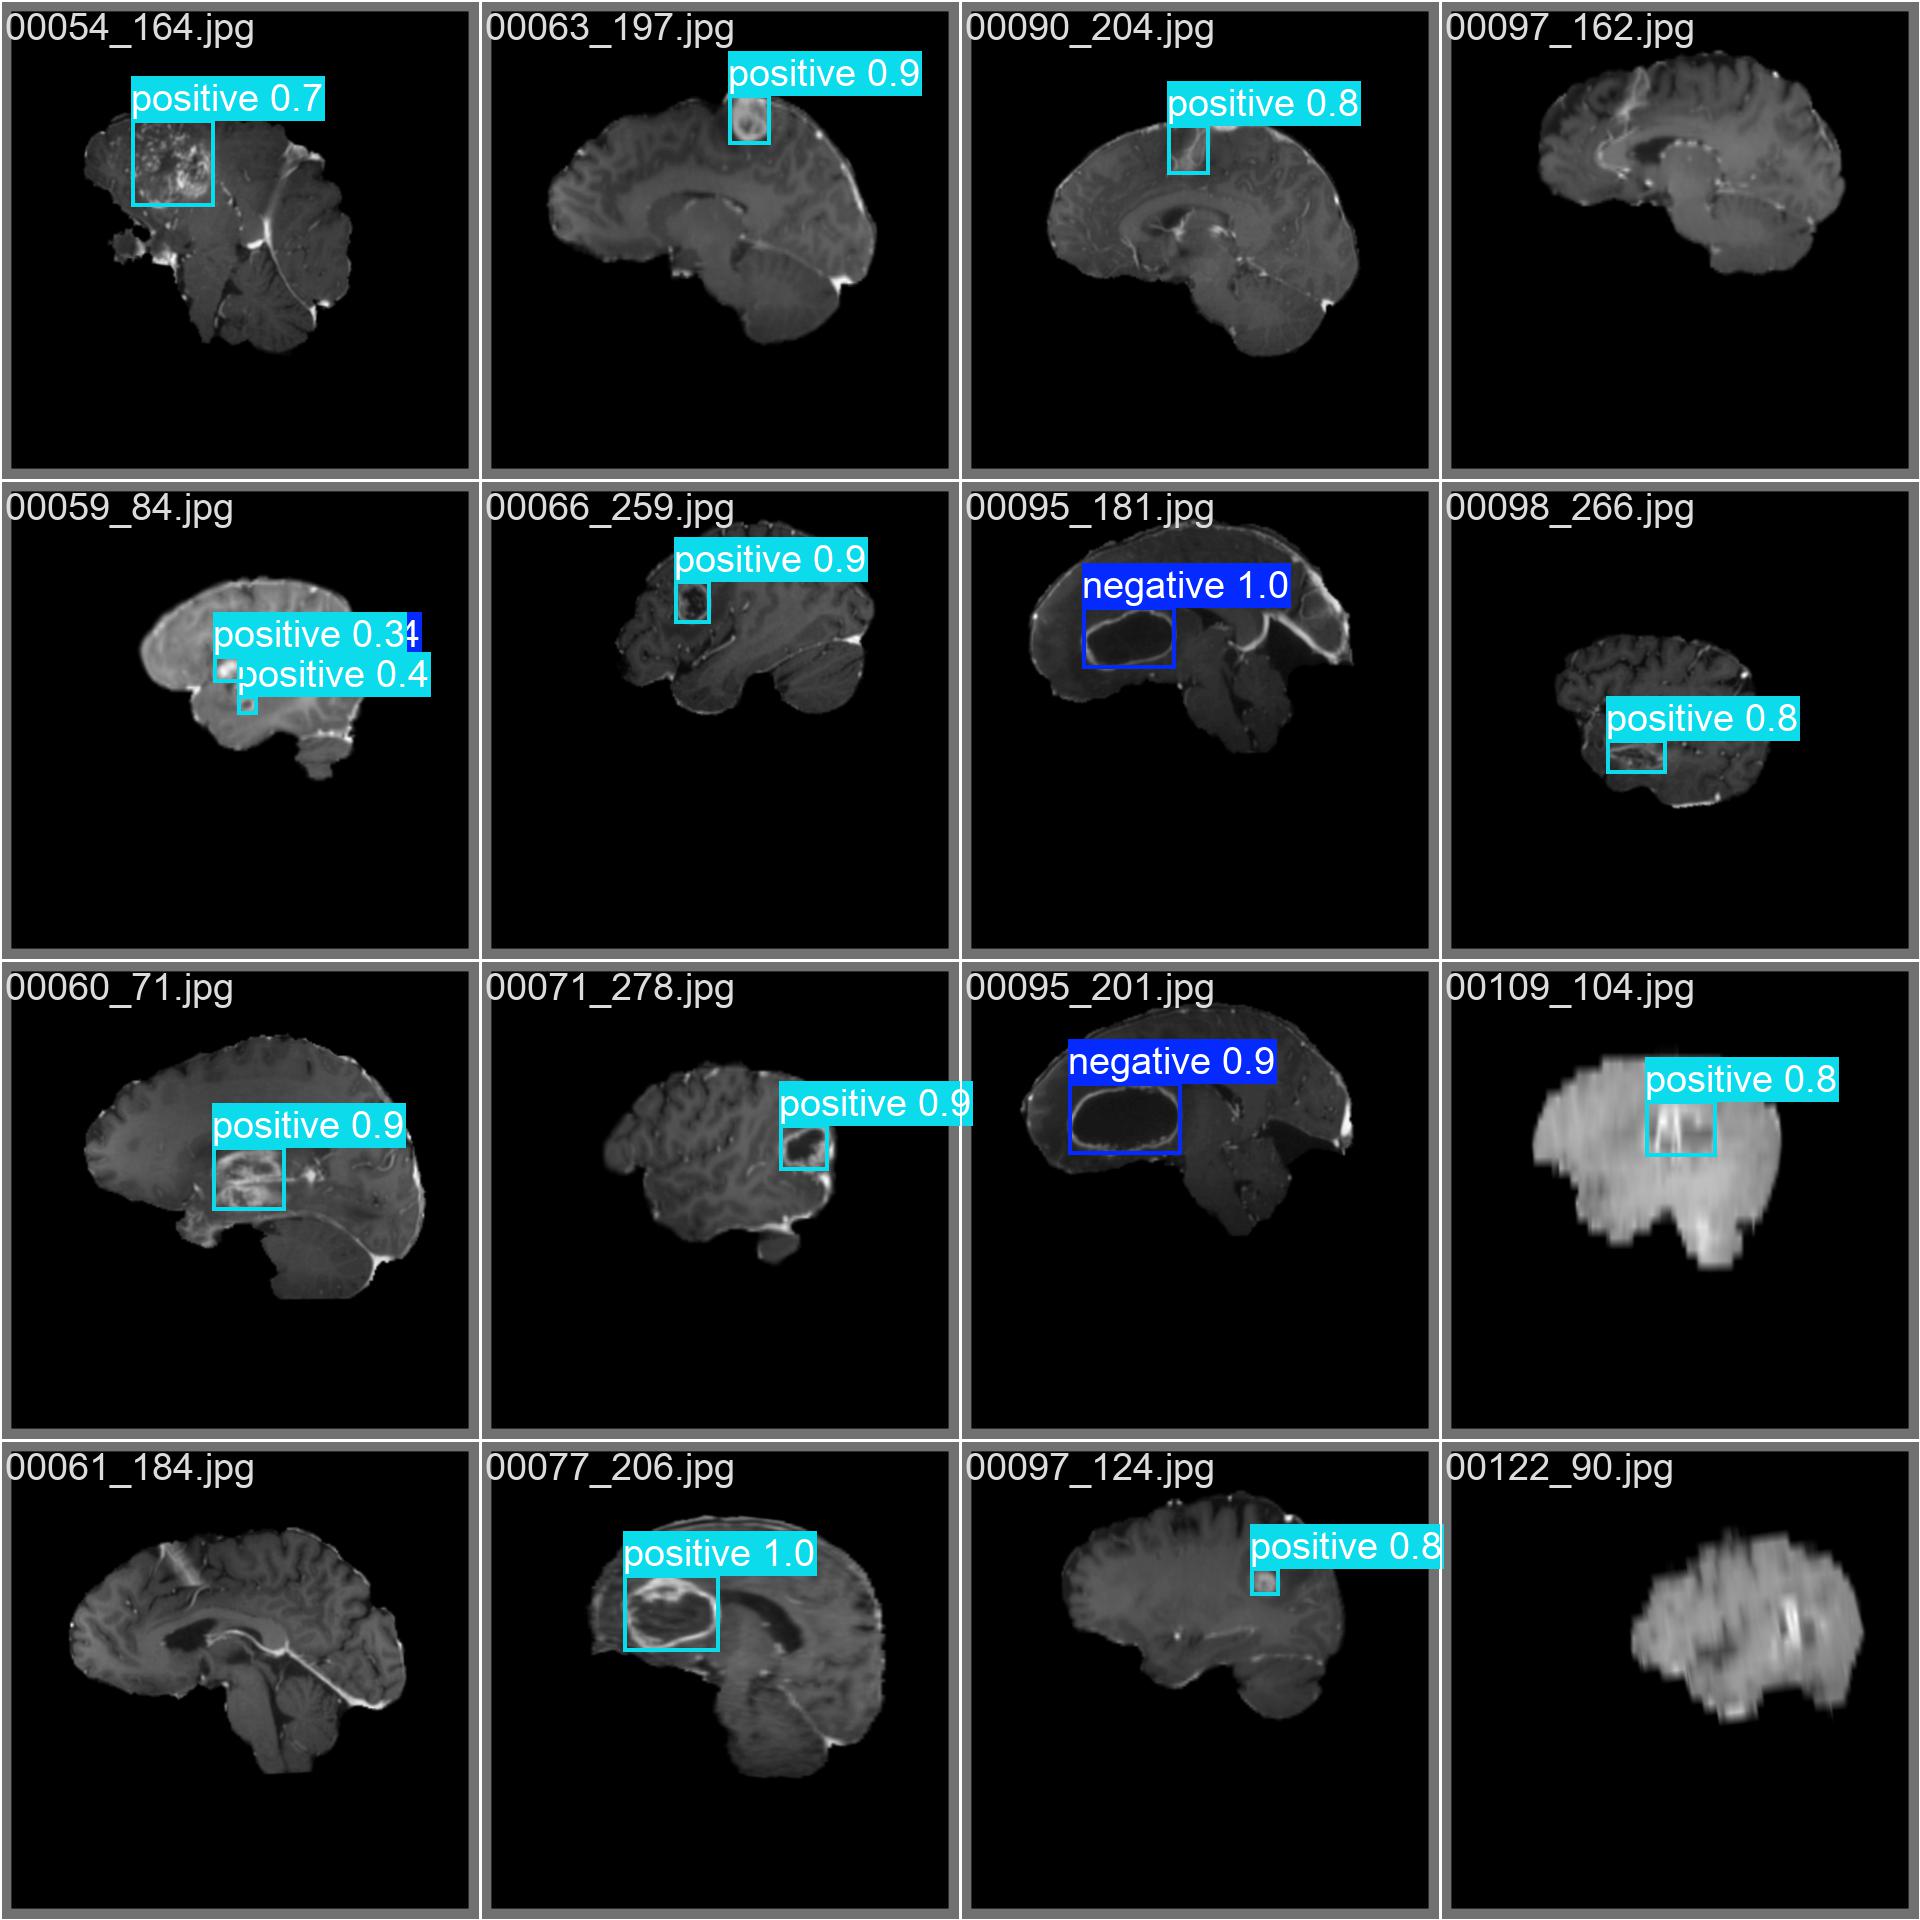 00054_164.jpg
positive 0.7
00063_197.jpg
positive 0.9
00090_204.jpg
positive 0.8
00097_162.jpg
00059_84.jpg
positive 0.3
4
positive 0.4
00066_259.jpg
positive 0.9
00095_181.jpg
negative 1.0
00098_266.jpg
positive 0.8
00060_71.jpg
positive 0.9
00071_278.jpg
positive 0.9
00095_201.jpg
negative 0.9
00109_104.jpg
positive 0.8
00061_184.jpg
00077_206.jpg
positive 1.0
00097_124.jpg
positive 0.8
00122_90.jpg